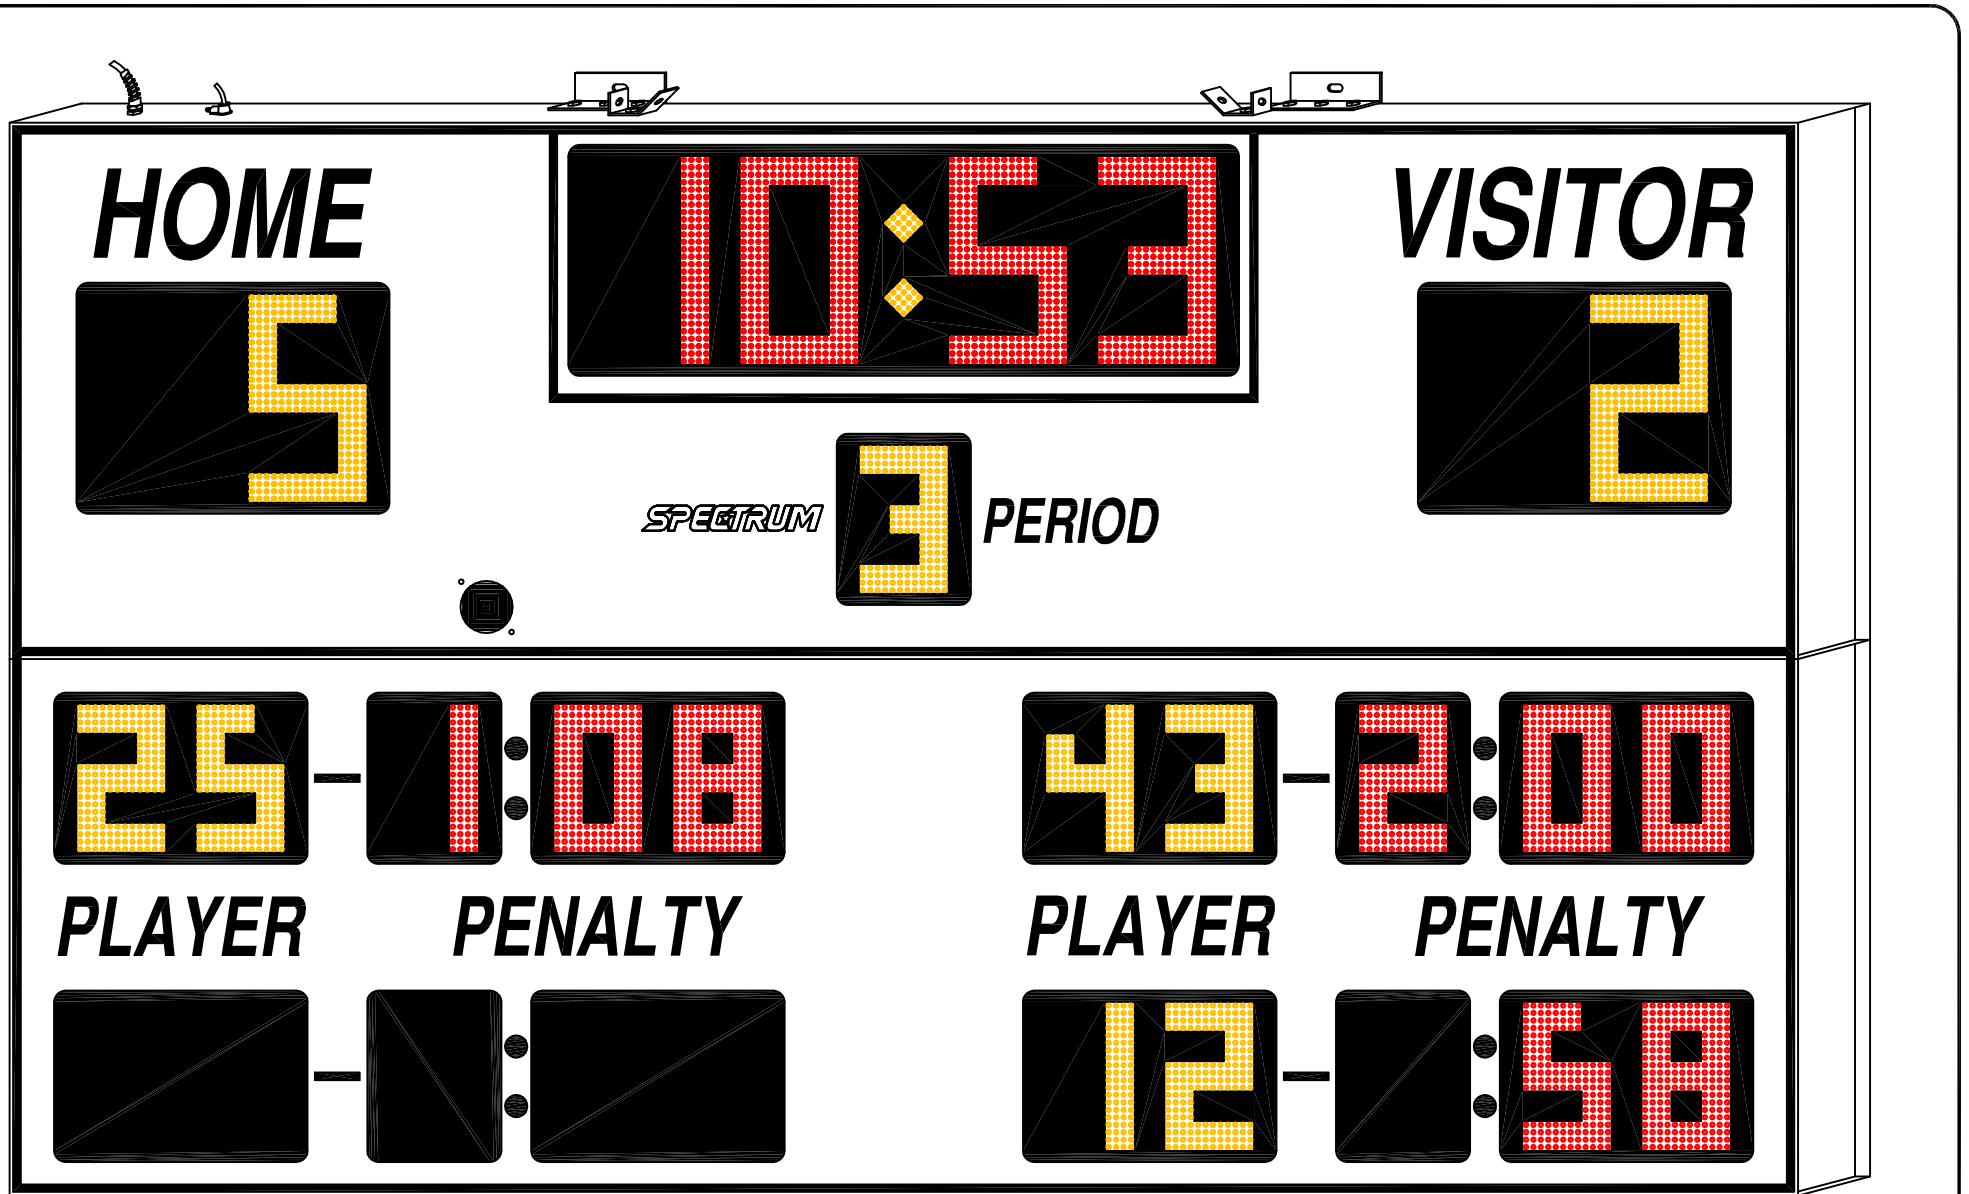 HOME 10:53 VISITOR
5 2
SPECTRUM 3 PERIOD
25 - 1:08 43 - 2:00
PLAYER PENALTY PLAYER PENALTY
- : 12 - :58